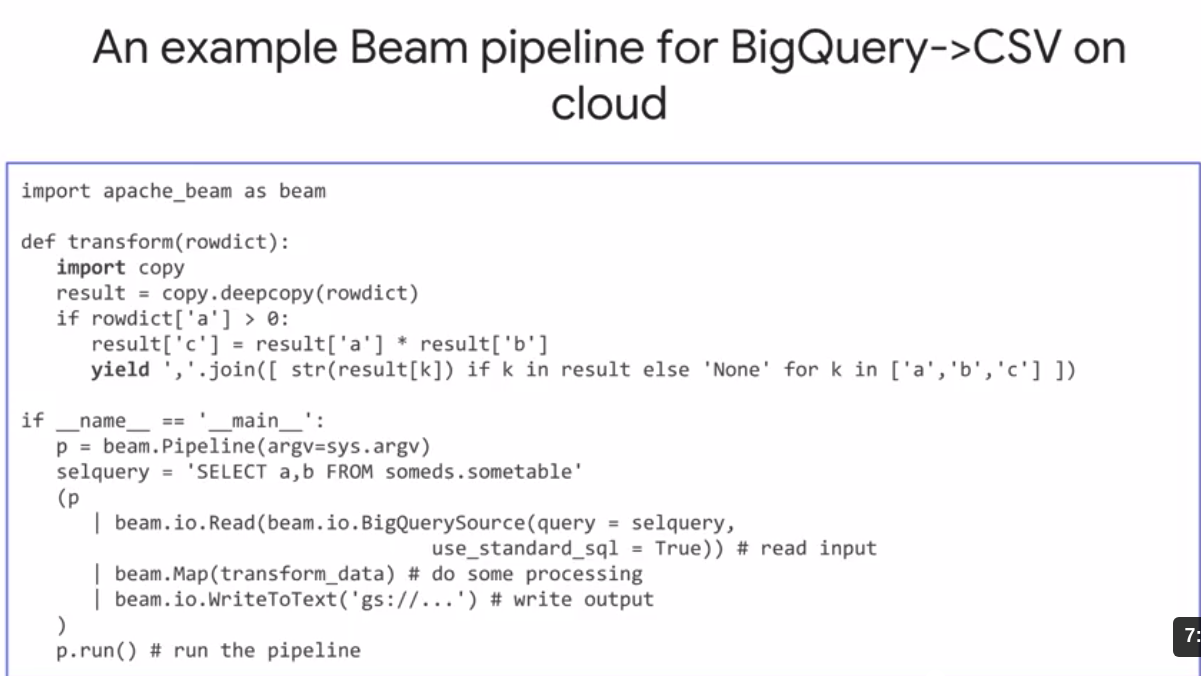 An example Beam pipeline for BigQuery->CSV on
cloud
import apache_beam as beam
def transform(rowdict):
import copy
result = copy.deepcopy(rowdict)
if rowdict['a'] > 0:
result['c'] = result['a'] * result['b']
yield ','.join([ str(result[k]) if k in result else 'None' for k in ['a','b','c'] ])
if __name__ == '__main__':
p = beam.Pipeline(argv=sys.argv)
selquery = 'SELECT a,b FROM someds.sometable'
(p
| beam.io.Read(beam.io.BigQuerySource(query = selquery,
use_standard_sql = True)) # read input
| beam.Map(transform_data) # do some processing
| beam.io.WriteToText('gs://...') # write output
)
p.run() # run the pipeline
7: